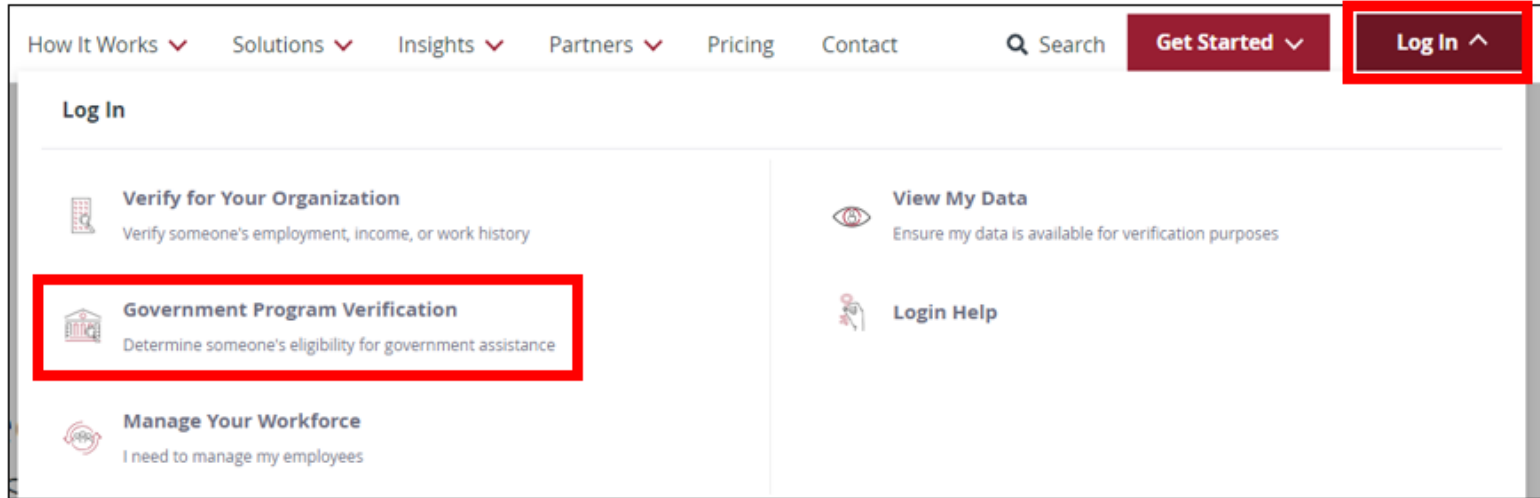 How It Works Solutions Insights Partners Pricing Contact Search Get Started Log In
Log In
Verify for Your Organization
Verify someone's employment, income, or work history
View My Data
Ensure my data is available for verification purposes
Government Program Verification
Determine someone's eligibility for government assistance
Login Help
Manage Your Workforce
I need to manage my employees